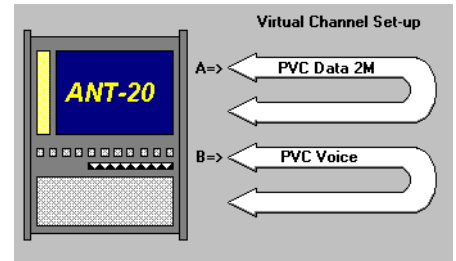 Virtual Channel Set-up
A=> PVC Data 2M
ANT-20
B=> PVC Voice